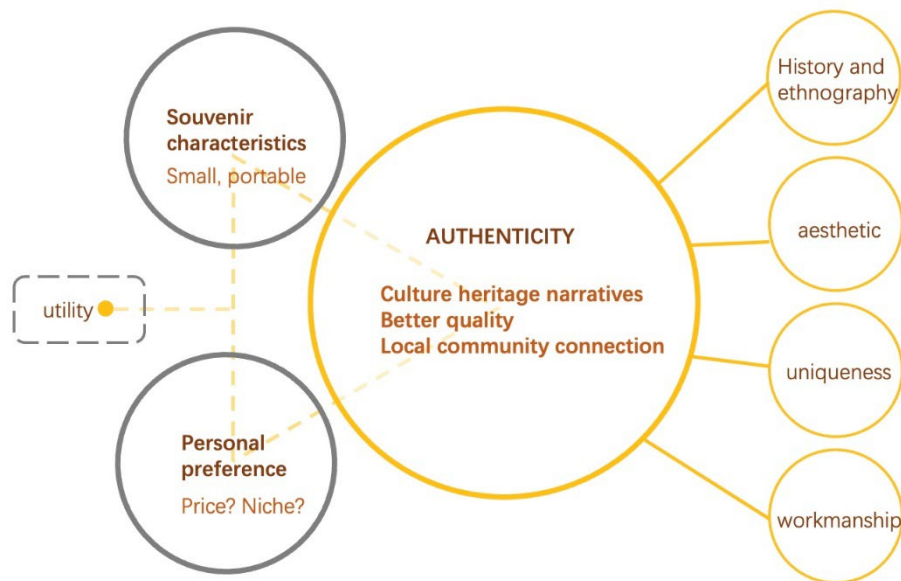 Souvenir
characteristics
Small, portable
utility
Personal
preference
Price? Niche?
AUTHENTICITY
Culture heritage narratives
Better quality
Local community connection
History and
ethnography
aesthetic
uniqueness
workmanship